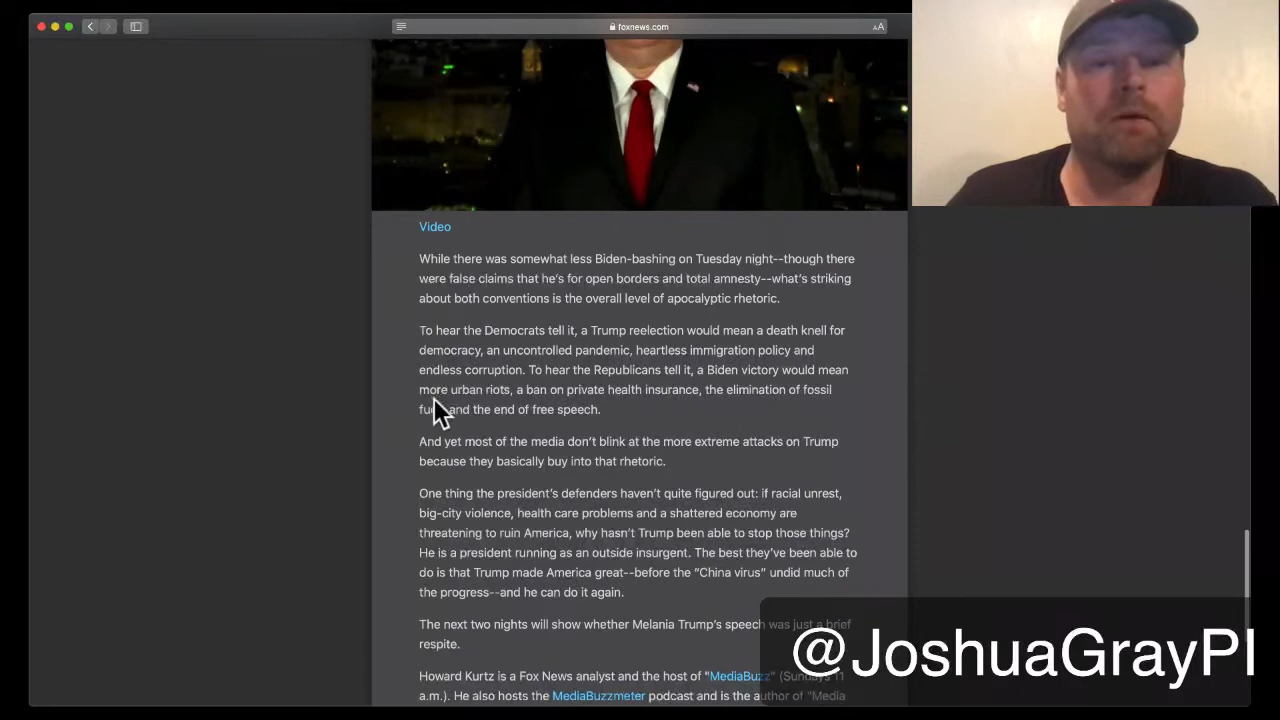 foxnews.com
AA
Video
While there was somewhat less Biden-bashing on Tuesday night--though there
were false claims that he's for open borders and total amnesty--what's striking
about both conventions is the overall level of apocalyptic rhetoric.
To hear the Democrats tell it, a Trump reelection would mean a death knell for
democracy, an uncontrolled pandemic, heartless immigration policy and
endless corruption. To hear the Republicans tell it, a Biden victory would mean
more urban riots, a ban on private health insurance, the elimination of fossil
and the end of free speech.
And yet most of the media don't blink at the more extreme attacks on Trump
because they basically buy into that rhetoric.
One thing the president's defenders haven't quite figured out: if racial unrest,
big-city violence, health care problems and a shattered economy are
threatening to ruin America, why hasn't Trump been able to stop those things?
He is a president running as an outside insurgent. The best they've been able to
do is that Trump made America great--before the “China virus” undid much of
the progress--and he can do it again.
The next two nights will show whether Melania Trump's speech was just a brief
respite.
Howard Kurtz is a Fox News analyst and the host of "MediaBuzz" (Sundays 11
a.m.). He also hosts the MediaBuzzmeter podcast and is the author of "Media
@JoshuaGrayPI